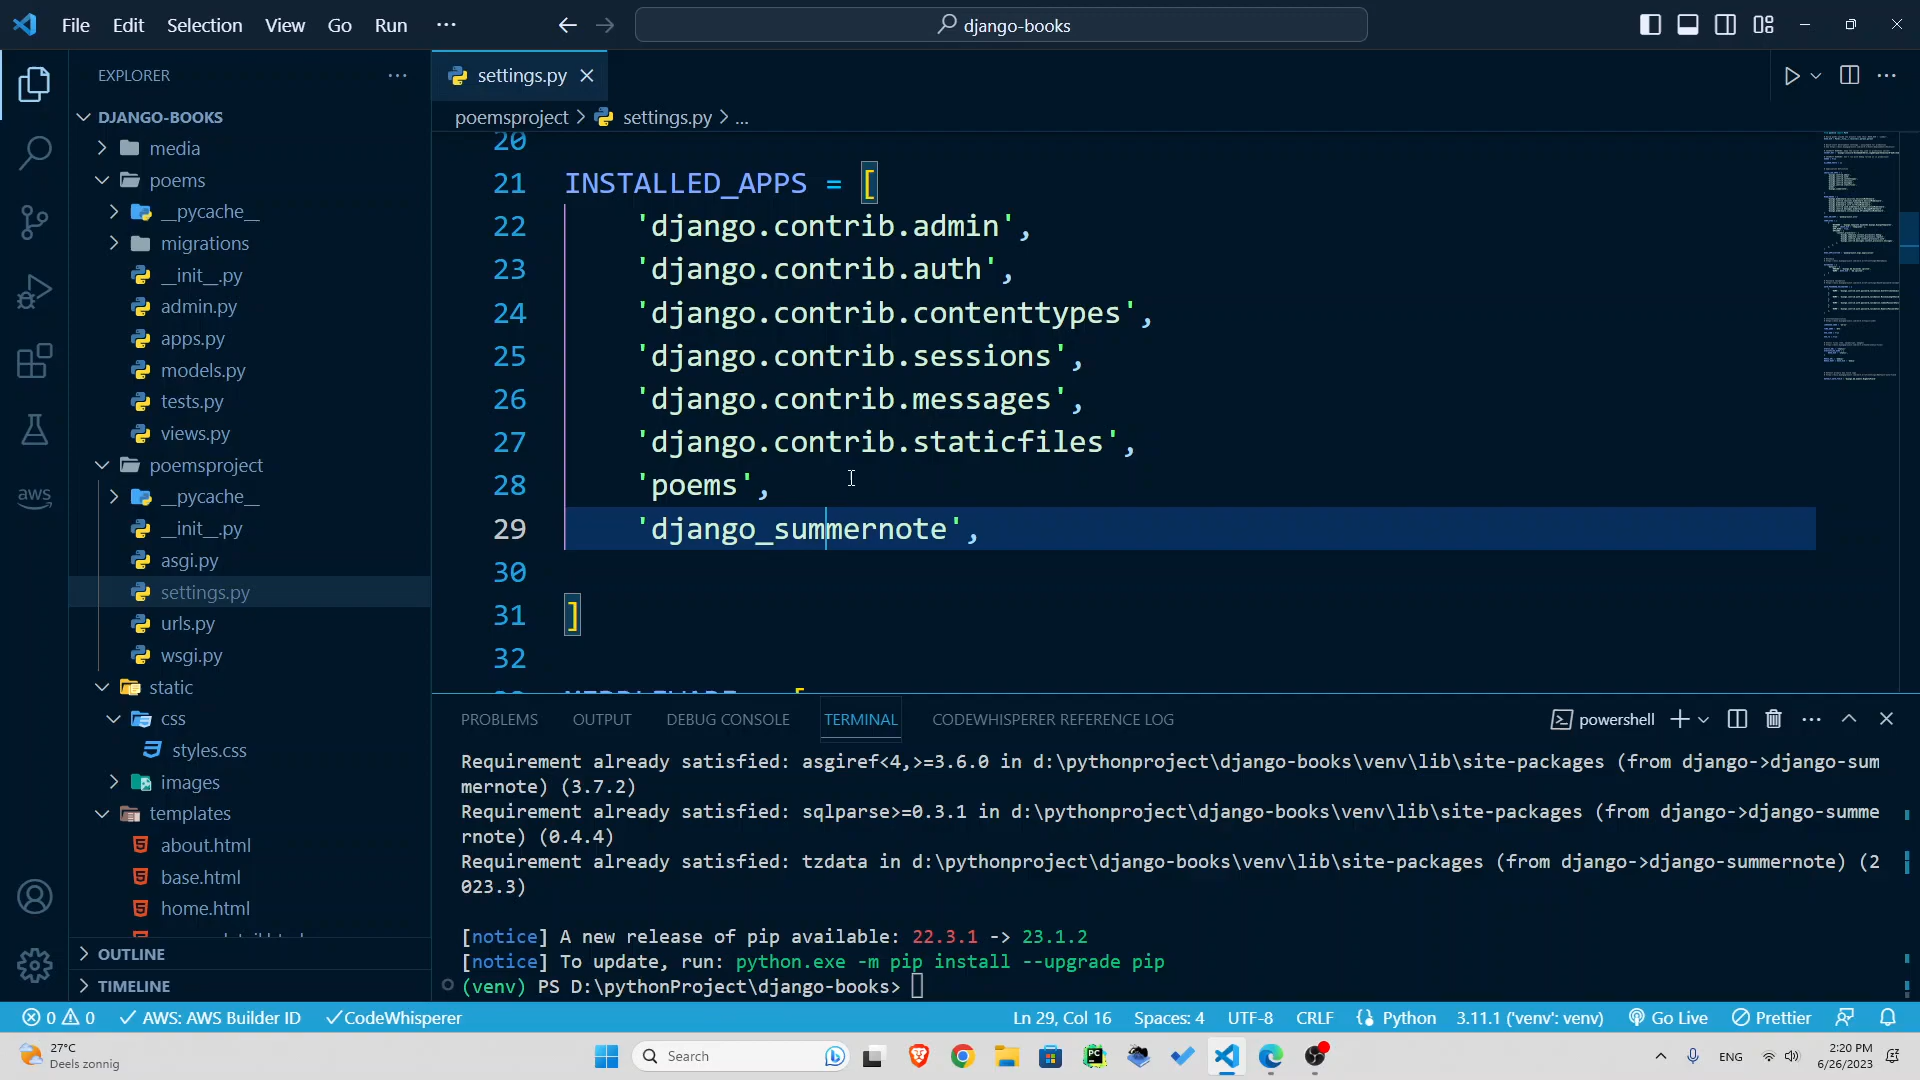 File Edit Selection View Go Run ··· django-books
EXPLORER ···
DJANGO-BOOKS
media
poems
__pycache__
migrations
__init__.py
admin.py
apps.py
models.py
tests.py
views.py
poemsproject
__pycache__
__init__.py
asgi.py
settings.py
urls.py
wsgi.py
static
css
styles.css
images
templates
about.html
base.html
home.html
OUTLINE
TIMELINE
aws
settings.py
poemsproject > settings.py > ...
20
21 INSTALLED_APPS = [
22 'django.contrib.admin',
23 'django.contrib.auth',
24 'django.contrib.contenttypes',
25 'django.contrib.sessions',
26 'django.contrib.messages',
27 'django.contrib.staticfiles',
28 'poems',
29 'django_summernote',
30
31 ]
32
PROBLEMS OUTPUT DEBUG CONSOLE TERMINAL CODEWHISPERER REFERENCE LOG powershell
Requirement already satisfied: asgiref<4,>=3.6.0 in d:\pythonproject\django-books\venv\lib\site-packages (from django->django-sum
mernote) (3.7.2)
Requirement already satisfied: sqlparse>=0.3.1 in d:\pythonproject\django-books\venv\lib\site-packages (from django->django-summe
rnote) (0.4.4)
Requirement already satisfied: tzdata in d:\pythonproject\django-books\venv\lib\site-packages (from django->django-summernote) (2
023.3)
[notice] A new release of pip available: 22.3.1 -> 23.1.2
[notice] To update, run: python.exe -m pip install --upgrade pip
(venv) PS D:\pythonProject\django-books>
0 0 AWS: AWS Builder ID CodeWhisperer Ln 29, Col 16 Spaces: 4 UTF-8 CRLF Python 3.11.1 ('venv': venv) Go Live Prettier
27°C
Deels zonnig
Search
ENG
2:20 PM
6/26/2023